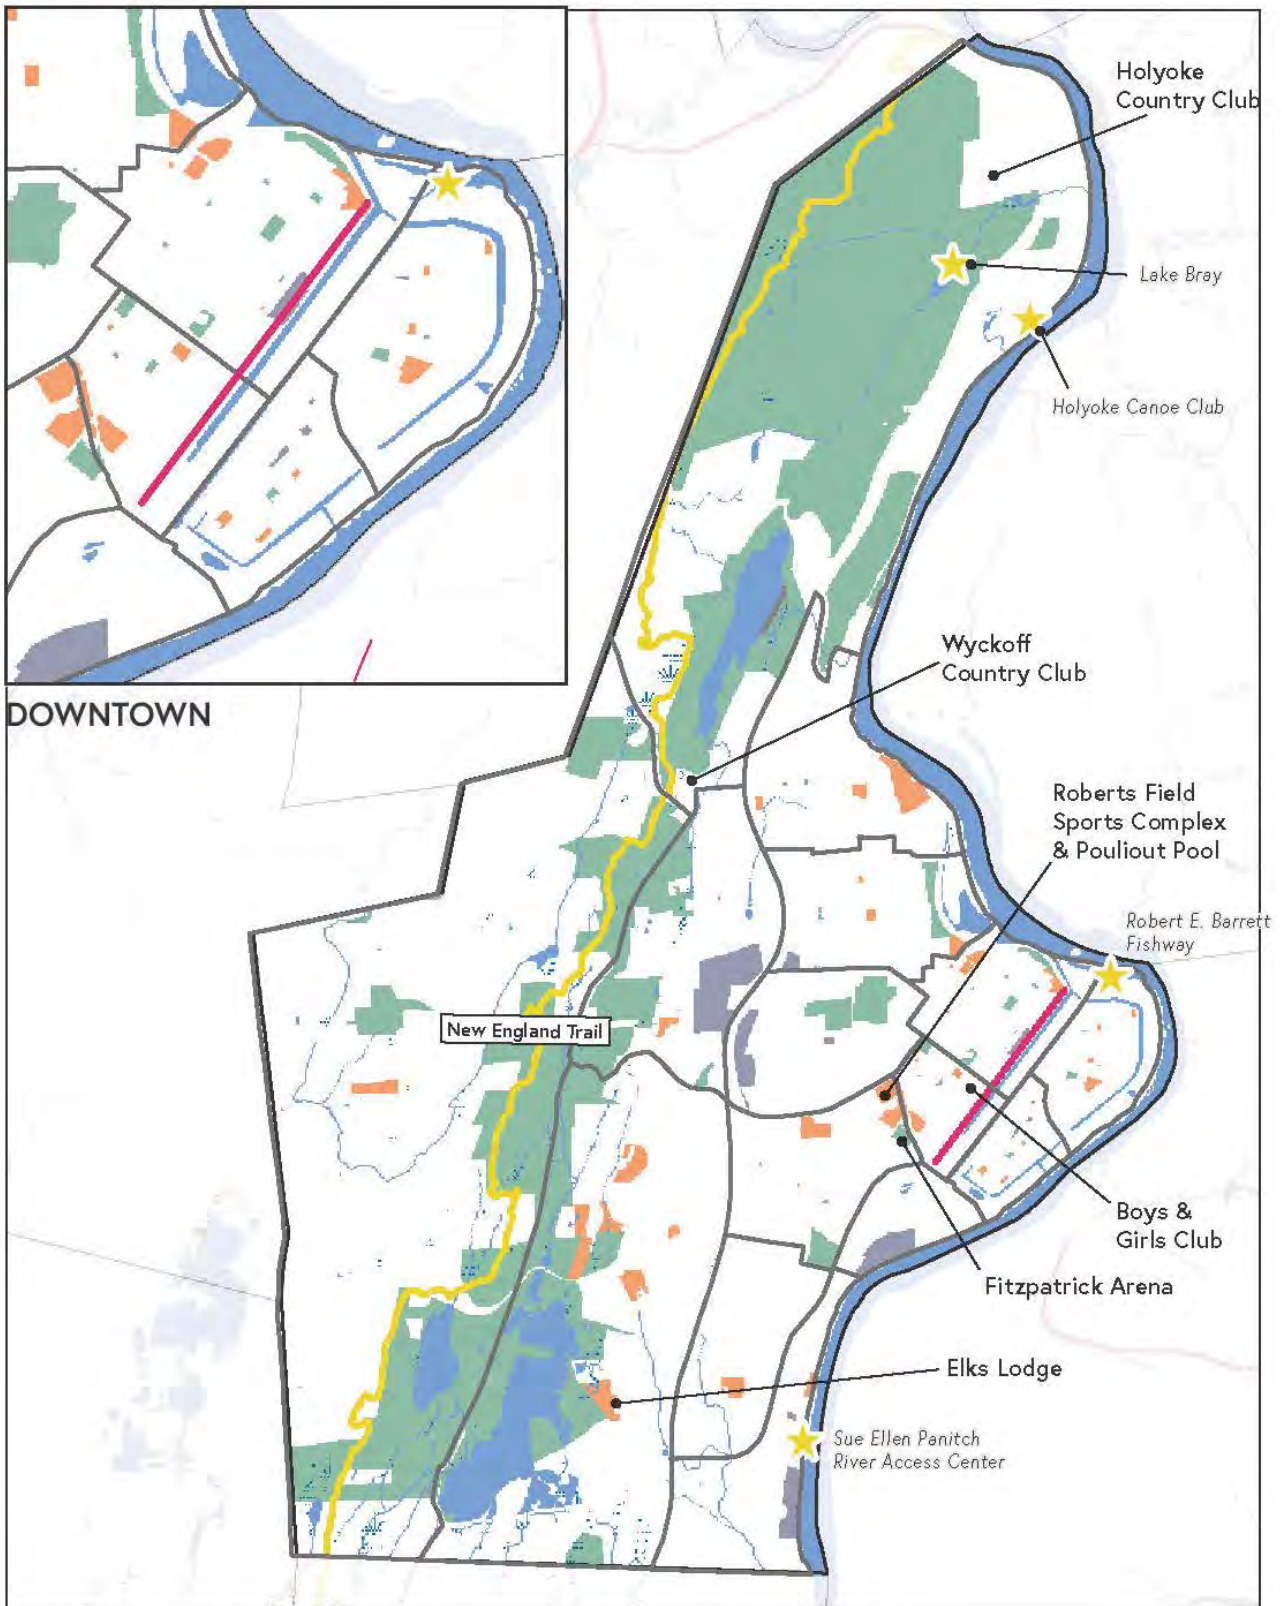 Holyoke
Country Club
Lake Bray
Holyoke Canoe Club
Wyckoff
Country Club
DOWNTOWN
Roberts Field
Sports Complex
& Pouliout Pool
Robert E. Barrett
Fishway
New England Trail
Boys &
Girls Club
Fitzpatrick Arena
Elks Lodge
Sue Ellen Panitch
River Access Center